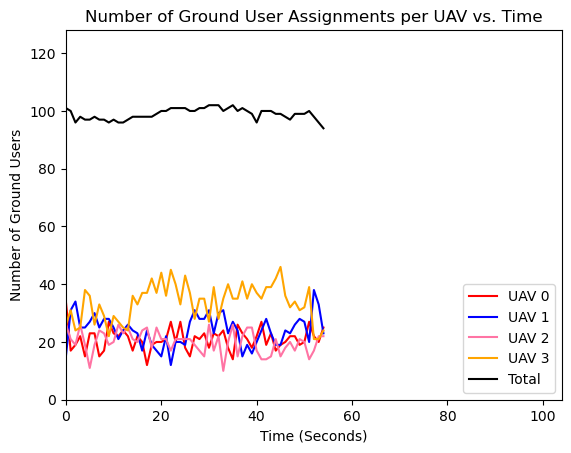 Number of Ground User Assignments per UAV vs. Time
120
100
80
60
40
20
0
Number of Ground Users
0 20 40 60 80 100
Time (Seconds)
UAV 0
UAV 1
UAV 2
UAV 3
Total